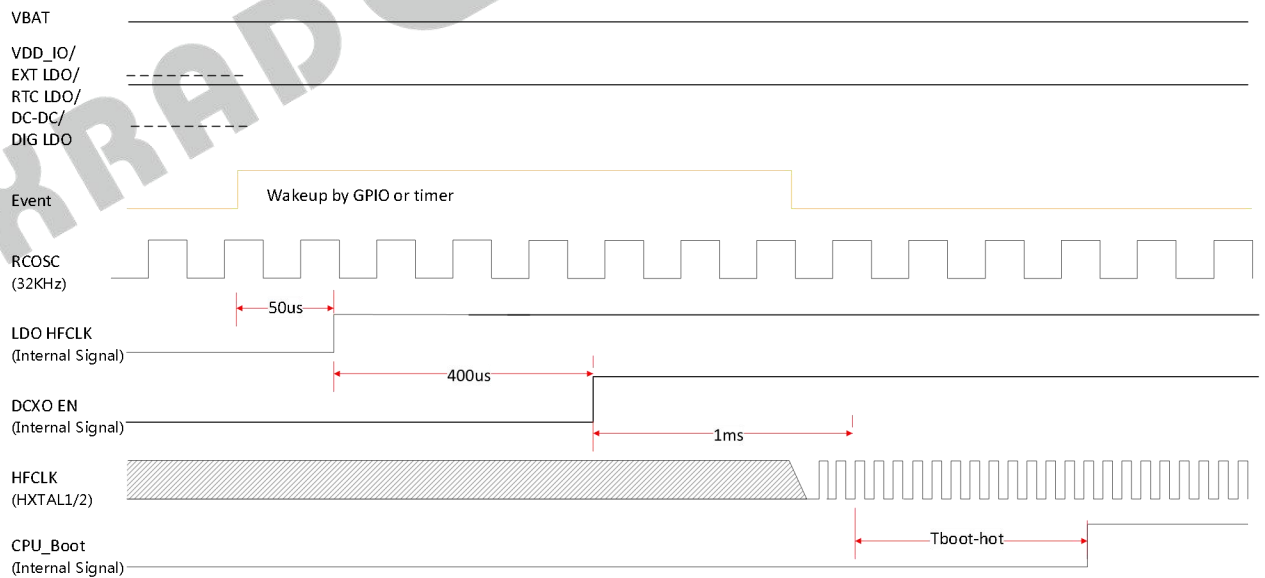 VBAT
VDD_IO/
EXT LDO/
RTC LDO/
DC-DC/
DIG LDO
Event
Wakeup by GPIO or timer
RCOSC
(32KHz)
50us
LDO HFCLK
(Internal Signal)
400us
DCXO EN
(Internal Signal)
1ms
HFCLK
(HXTAL1/2)
CPU_Boot
(Internal Signal)
Tboot-hot
XRAD